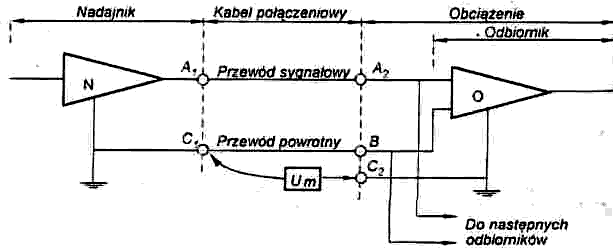 Nadajnik
Kabel połączeniowy
Obciążenie
Odbiornik
N
A1
Przewód sygnałowy
A2
O
C1
Przewód powrotny
B
Um
C2
Do następnych
odbiorników